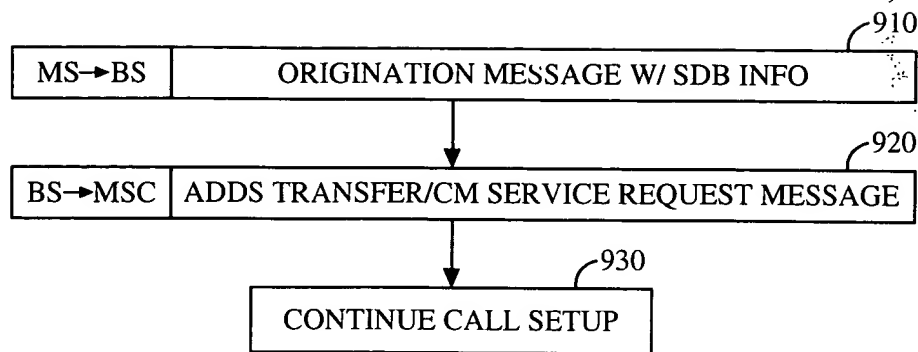 910
MS→BS ORIGINATION MESSAGE W/ SDB INFO
920
BS→MSC ADDS TRANSFER/CM SERVICE REQUEST MESSAGE
930
CONTINUE CALL SETUP